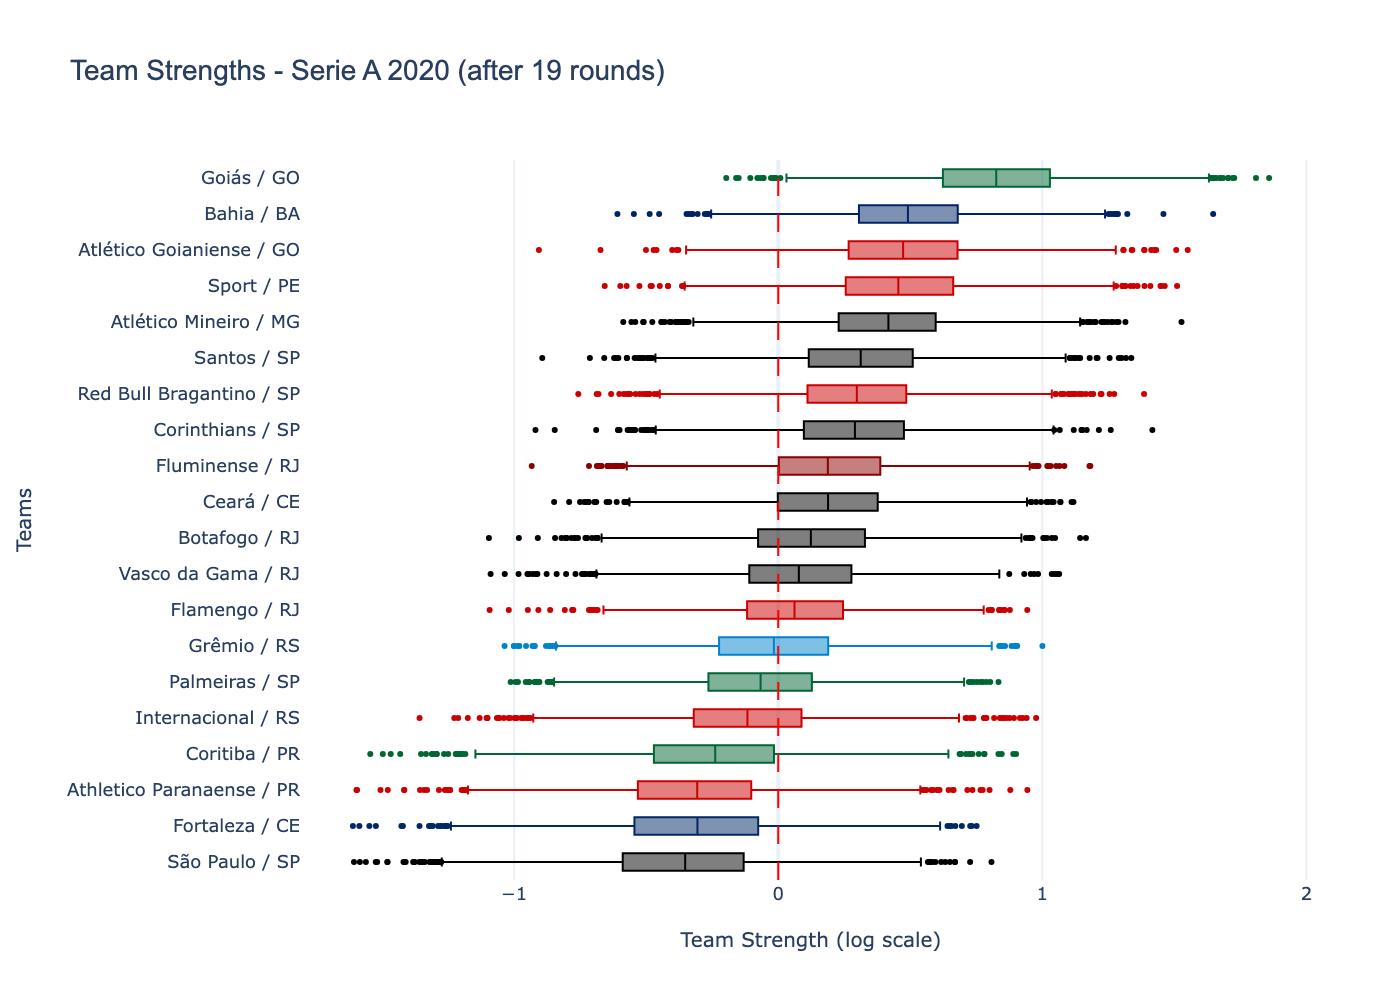 Team Strengths - Serie A 2020 (after 19 rounds)
Goiás / GO
Bahia / BA
Atlético Goianiense / GO
Sport / PE
Atlético Mineiro / MG
Santos / SP
Red Bull Bragantino / SP
Corinthians / SP
Fluminense / RJ
Ceará / CE
Botafogo / RJ
Vasco da Gama / RJ
Flamengo / RJ
Grêmio / RS
Palmeiras / SP
Internacional / RS
Coritiba / PR
Athletico Paranaense / PR
Fortaleza / CE
São Paulo / SP
Teams
−1 0 1 2
Team Strength (log scale)